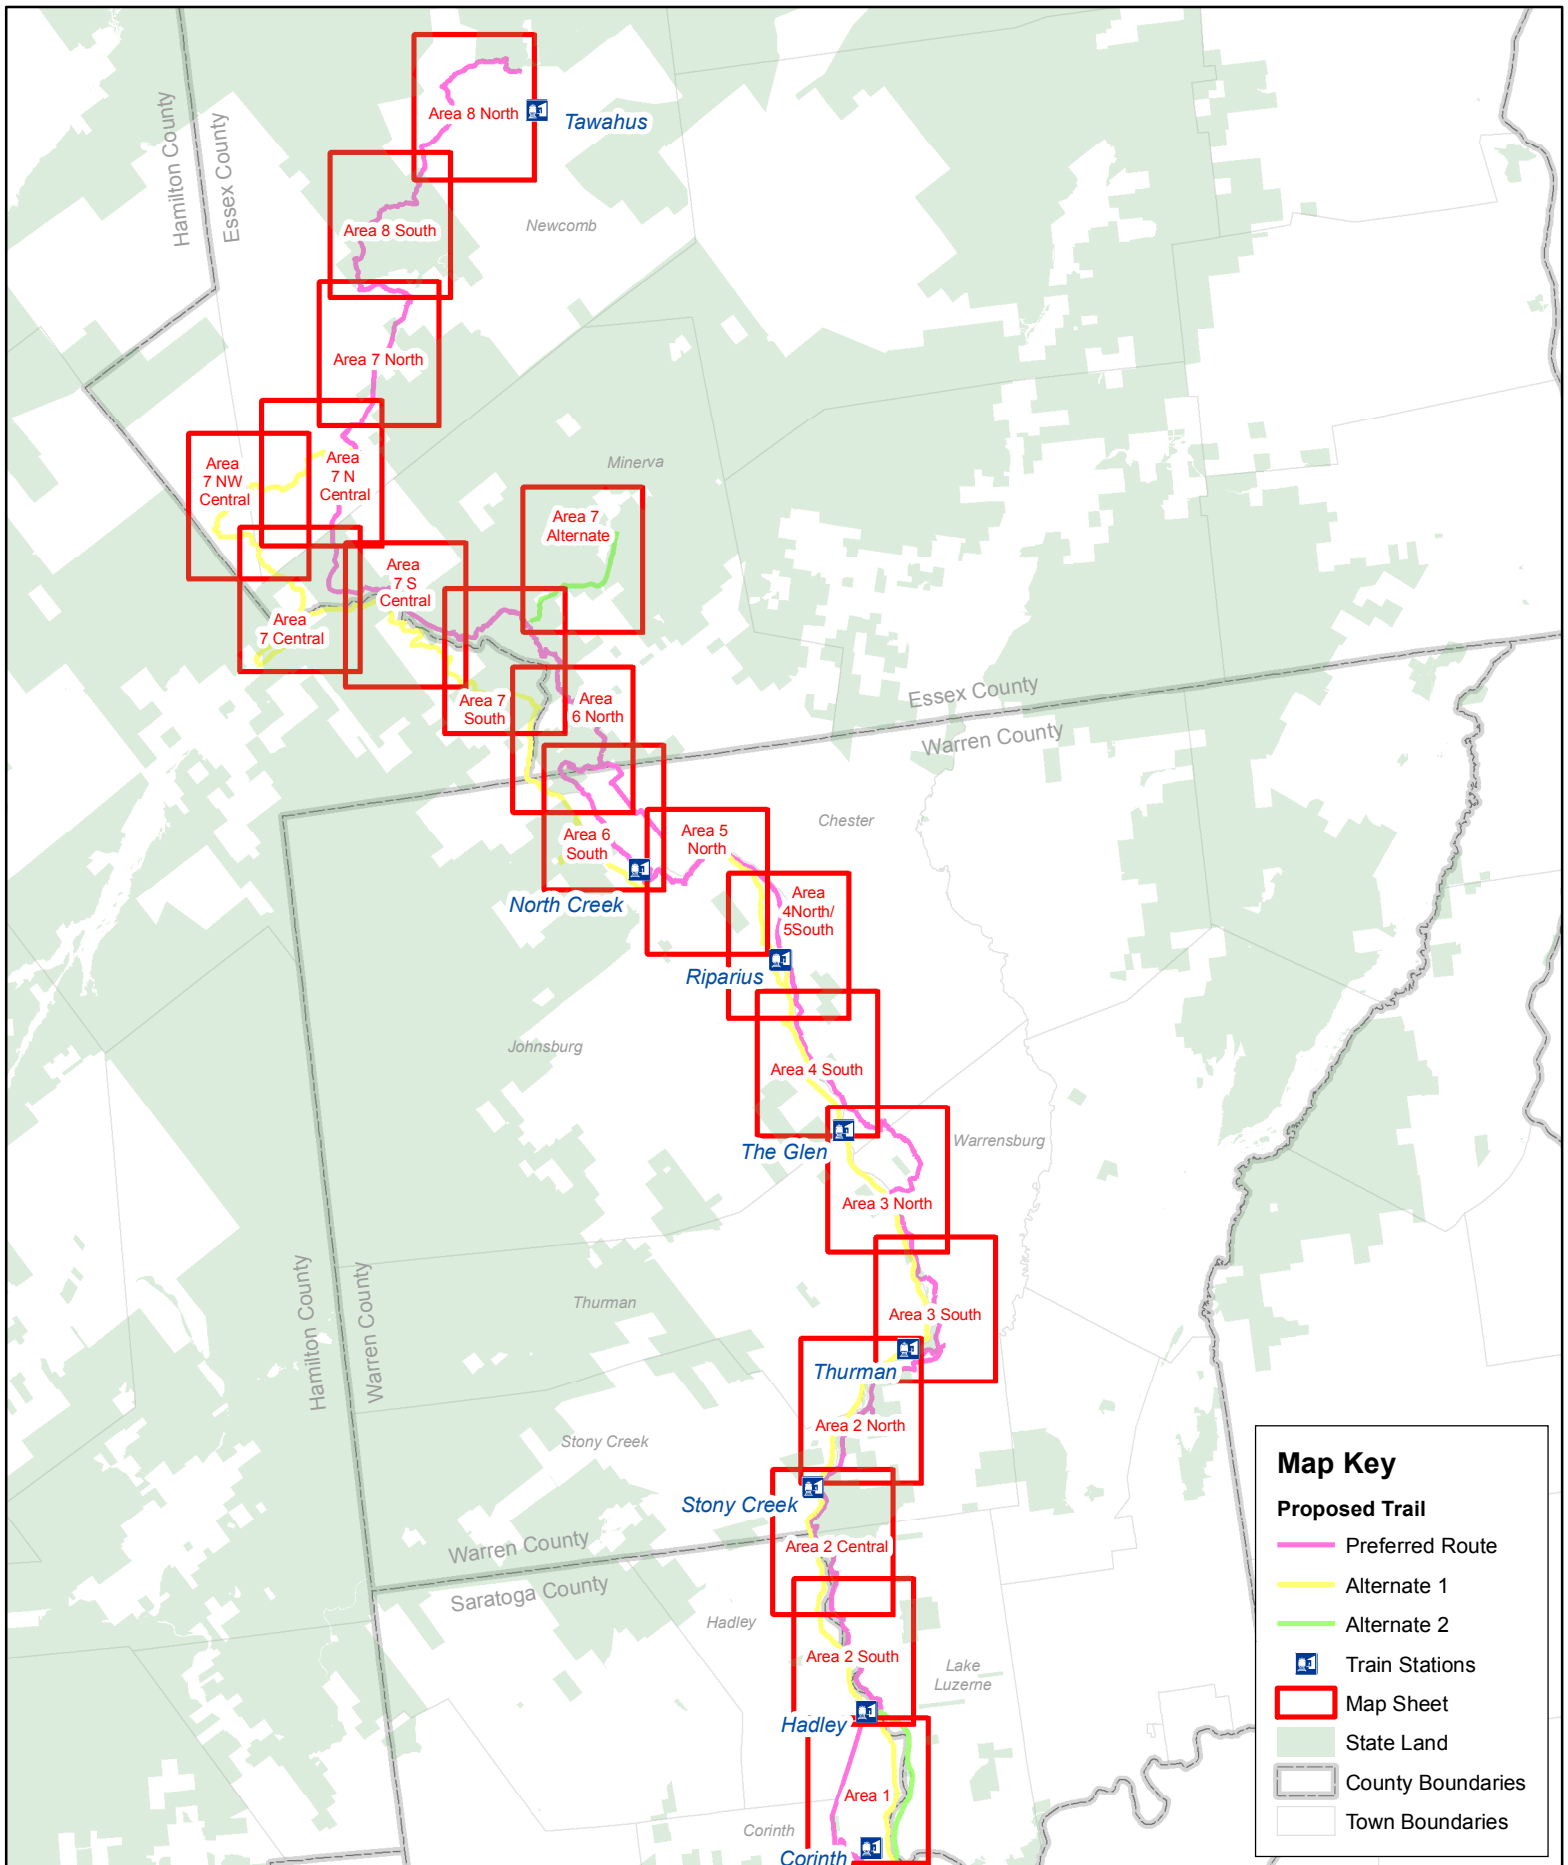 Area 8 North
Tawahus
Hamilton County
Essex County
Area 8 South
Newcomb
Area 7 North
Area
7 NW
Central
Area
7 N
Central
Minerva
Area 7
Alternate
Area
7 S
Central
Area
7 Central
Area 7
South
Area
6 North
Essex County
Warren County
Area 6
South
Area 5
North
Chester
North Creek
Area
4North/
5South
Riparius
Johnsburg
Area 4 South
The Glen
Warrensburg
Area 3 North
Hamilton County
Warren County
Thurman
Area 3 South
Thurman
Area 2 North
Stony Creek
Stony Creek
Warren County
Saratoga County
Area 2 Central
Hadley
Area 2 South
Lake
Luzerne
Hadley
Area 1
Corinth
Corinth
Map Key
Proposed Trail
Preferred Route
Alternate 1
Alternate 2
Train Stations
Map Sheet
State Land
County Boundaries
Town Boundaries